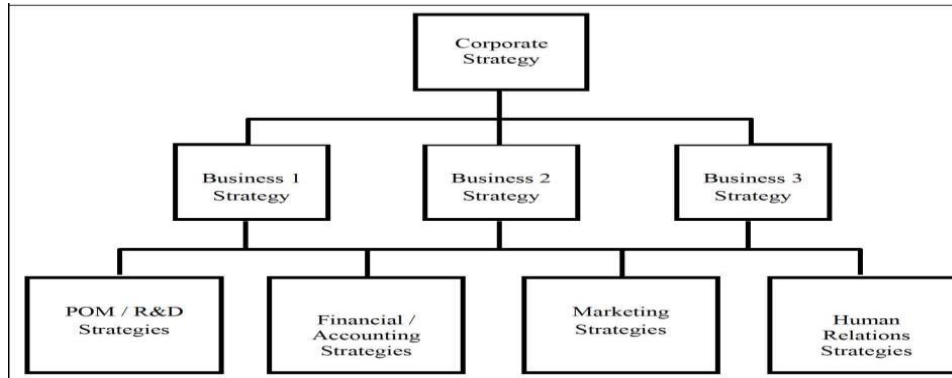 Corporate
Strategy
Business 1
Strategy
Business 2
Strategy
Business 3
Strategy
POM / R&D
Strategies
Financial /
Accounting
Strategies
Marketing
Strategies
Human
Relations
Strategies